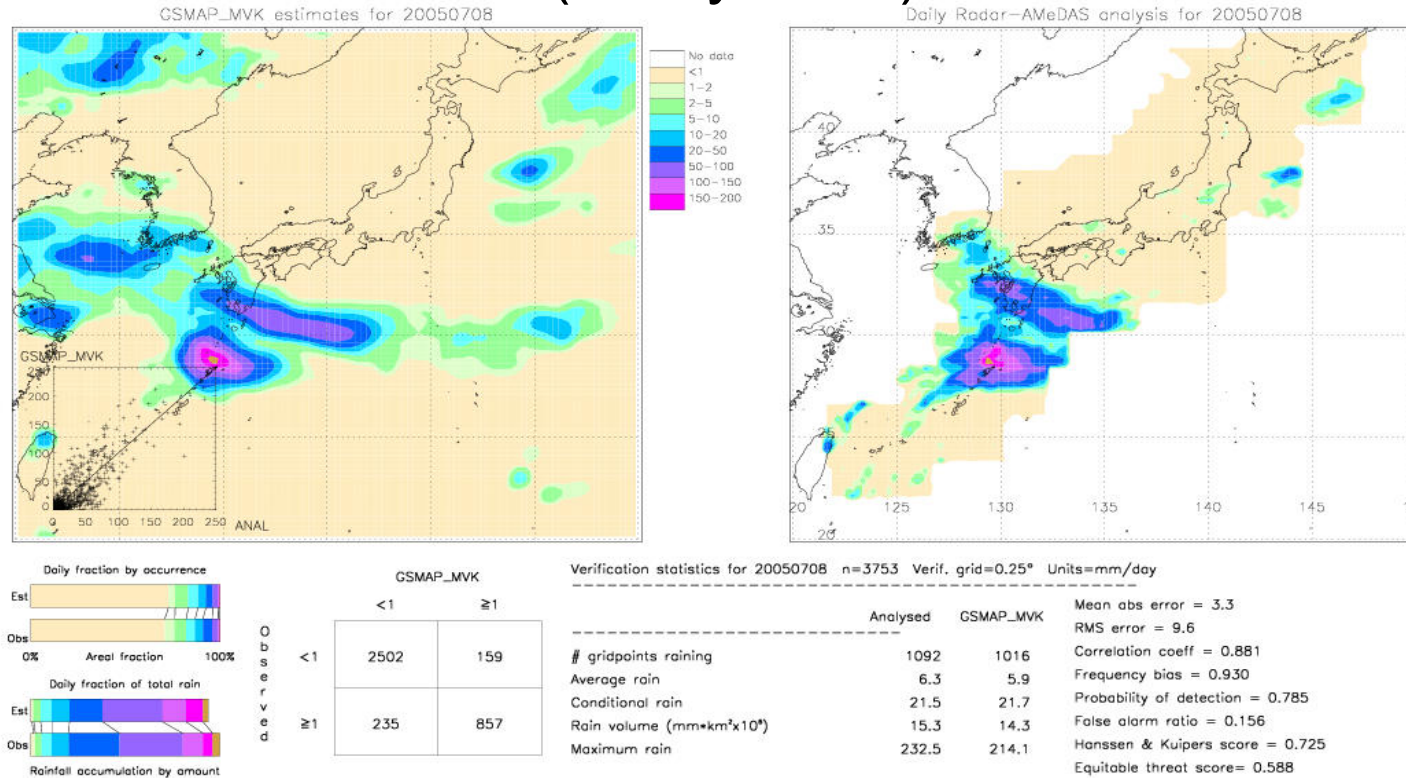 GSMAP_MVK estimates for 20050708
Daily Radar-AMeDAS analysis for 20050708
No data
<1
1-2
2-5
5-10
10-20
20-50
50-100
100-150
150-200
40
35
30
25
20
120 125 130 135 140 145
GSMAP_MVK
200
150
100
50
0
0 50 100 150 200 250 ANAL
Daily fraction by occurrence
Est
Obs
0% Areal fraction 100%
Daily fraction of total rain
Est
Obs
Rainfall accumulation by amount
GSMAP_MVK
<1 ≧1
Observed
<1 2502 159
≧1 235 857
Verification statistics for 20050708 n=3753 Verif. grid=0.25° Units=mm/day
Analysed GSMAP_MVK
# gridpoints raining 1092 1016
Average rain 6.3 5.9
Conditional rain 21.5 21.7
Rain volume (mm*km²x10⁶) 15.3 14.3
Maximum rain 232.5 214.1
Mean abs error = 3.3
RMS error = 9.6
Correlation coeff = 0.881
Frequency bias = 0.930
Probability of detection = 0.785
False alarm ratio = 0.156
Hanssen & Kuipers score = 0.725
Equitable threat score= 0.588